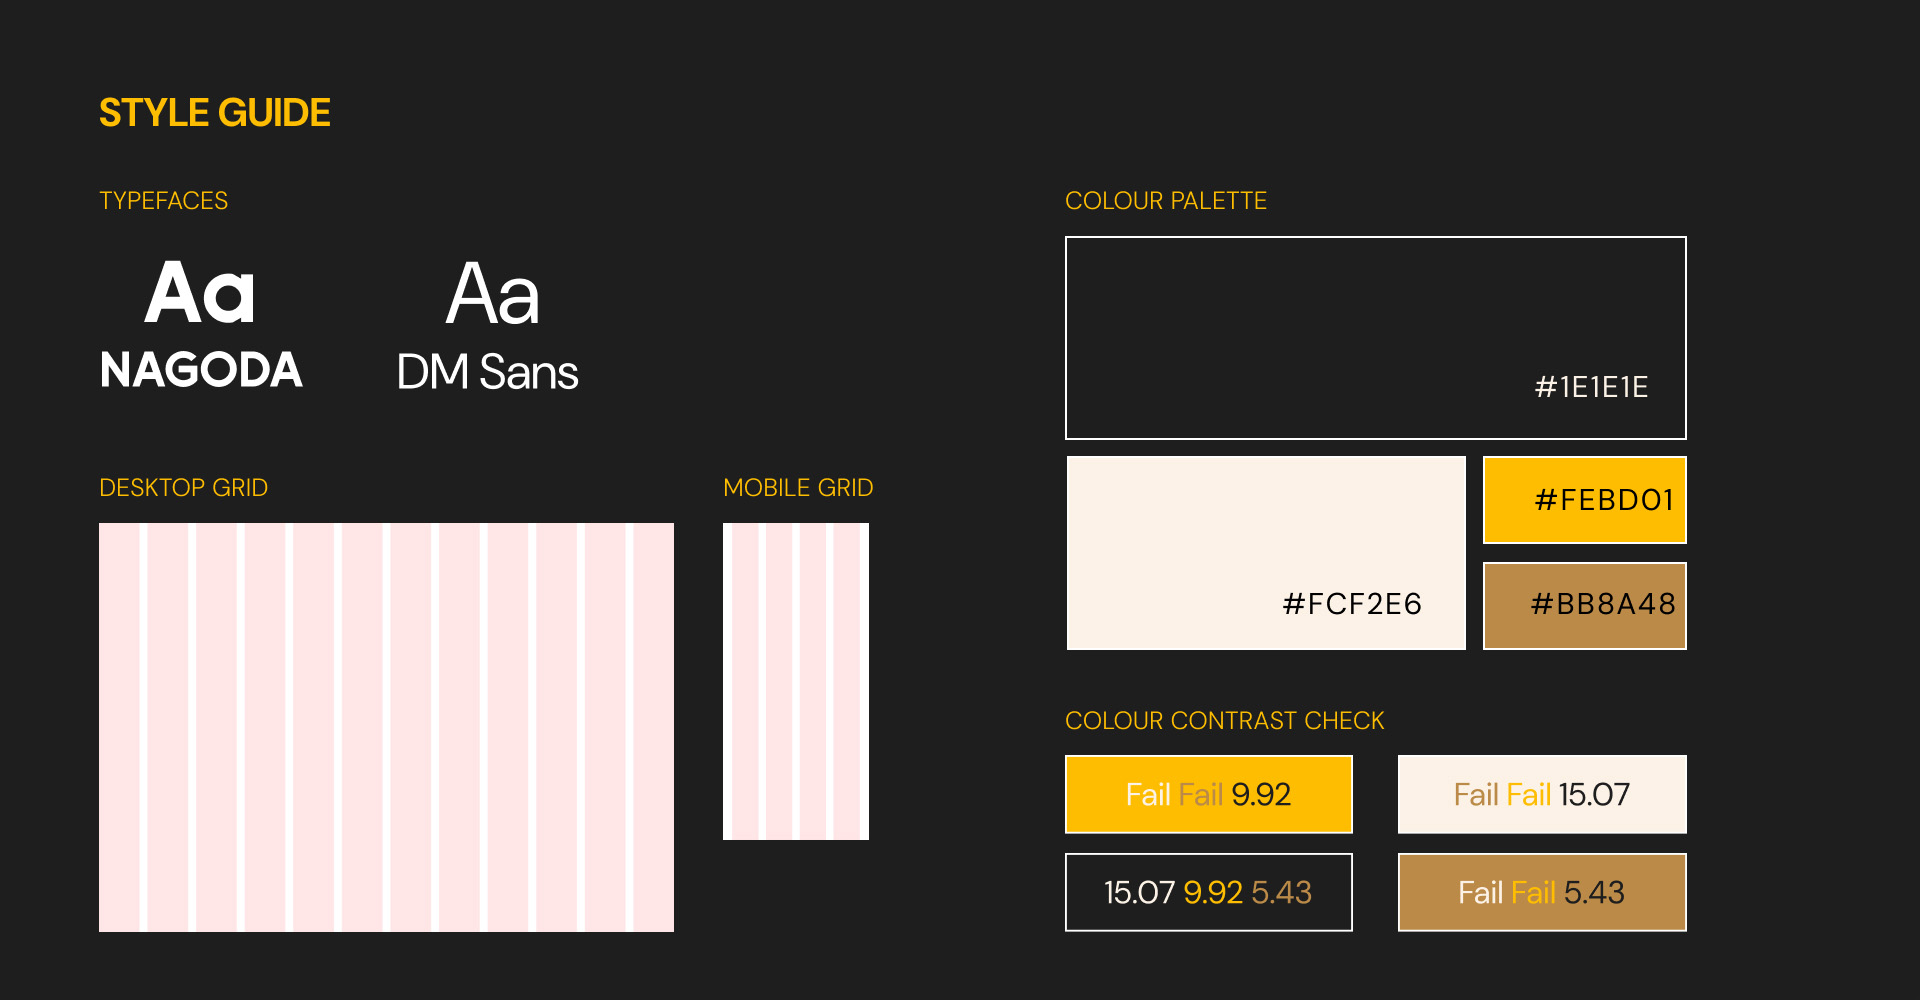 STYLE GUIDE
TYPEFACES
Aa
NAGODA
Aa
DM Sans
DESKTOP GRID
MOBILE GRID
COLOUR PALETTE
#1E1E1E
#FCF2E6
#FEBD01
#BB8A48
COLOUR CONTRAST CHECK
Fail Fail 9.92
Fail Fail 15.07
15.07 9.92 5.43
Fail Fail 5.43